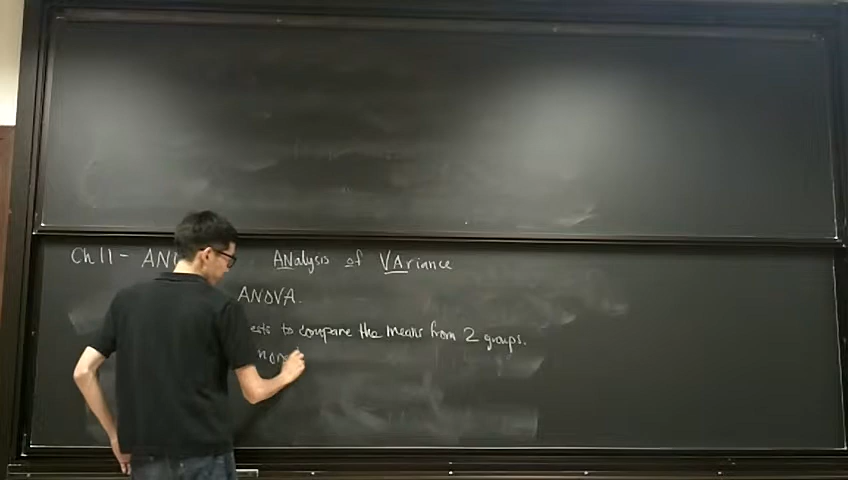 Ch 11 - AN ANalysis of VAriance
ANOVA.
ests to compare the means from 2 groups.